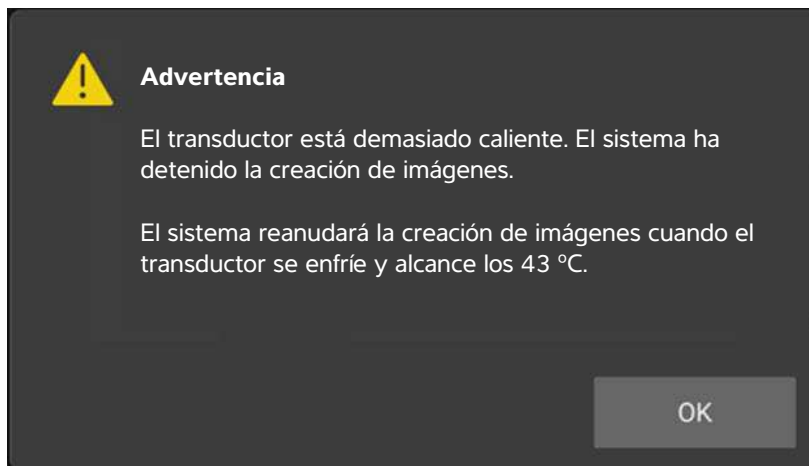 Advertencia
El transductor está demasiado caliente. El sistema ha
detenido la creación de imágenes.
El sistema reanudará la creación de imágenes cuando el
transductor se enfríe y alcance los 43 ºC.
OK